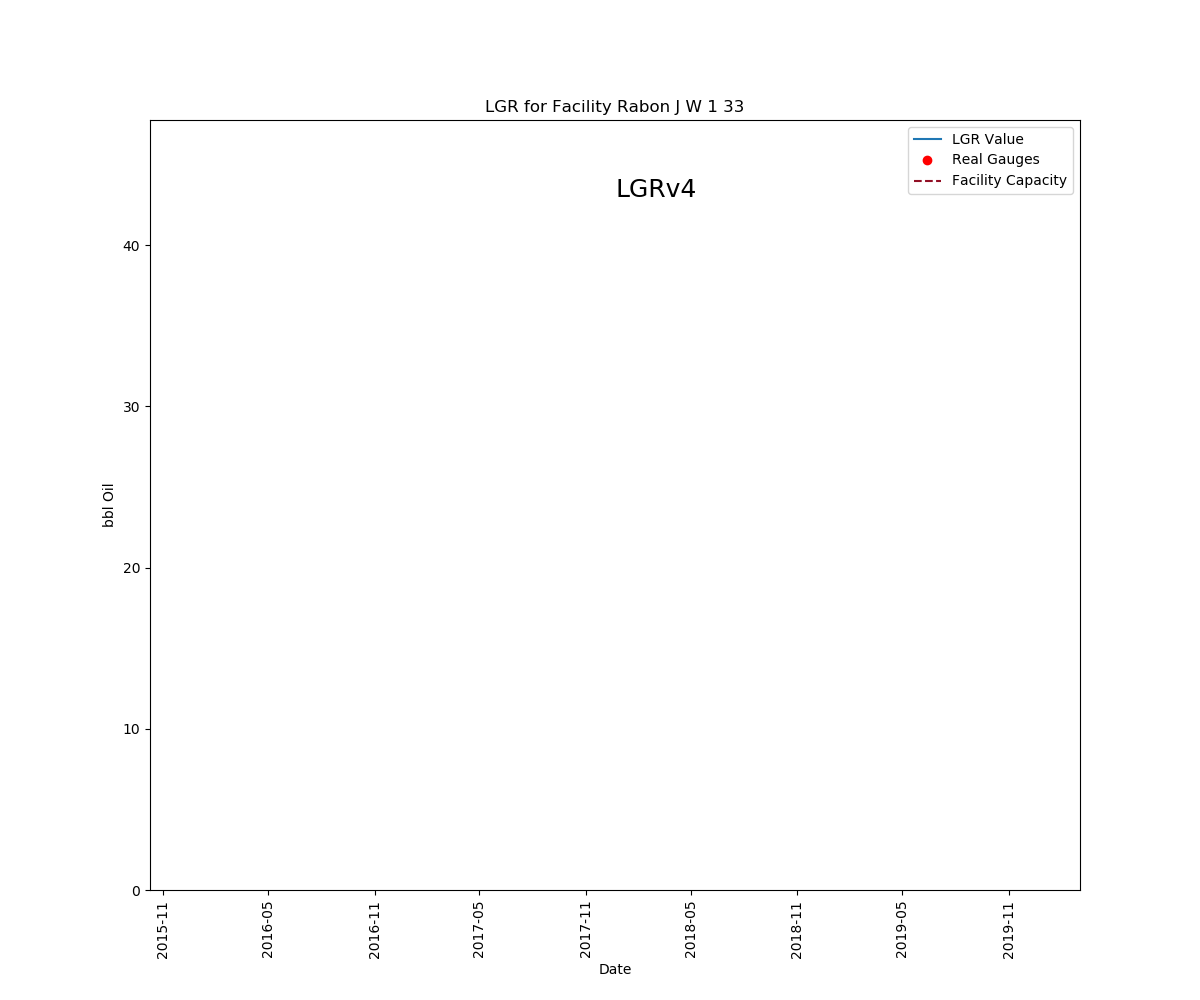 LGR for Facility Rabon J W 1 33
LGR Value
Real Gauges
Facility Capacity
LGRv4
40
30
20
10
0
bbl Oil
2015-11
2016-05
2016-11
2017-05
2017-11
2018-05
2018-11
2019-05
2019-11
Date